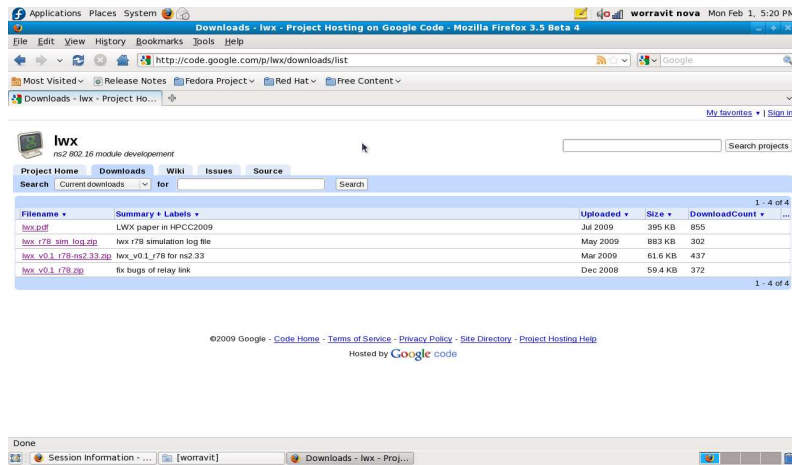 Applications Places System worravit nova Mon Feb 1, 5:20 PM
Downloads - lwx - Project Hosting on Google Code - Mozilla Firefox 3.5 Beta 4
File Edit View History Bookmarks Tools Help
http://code.google.com/p/lwx/downloads/list Google
Most Visited Release Notes Fedora Project Red Hat Free Content
Downloads - lwx - Project Ho...
My favorites | Sign in
lwx
ns2 802.16 module developement
Search projects
Project Home Downloads Wiki Issues Source
Search Current downloads for Search
1 - 4 of 4
Filename Summary + Labels Uploaded Size DownloadCount ...
lwx.pdf LWX paper in HPCC2009 Jul 2009 395 KB 855
lwx_r78_sim_log.zip lwx r78 simulation log file May 2009 883 KB 302
lwx_v0.1_r78-ns2.33.zip lwx_v0.1_r78 for ns2.33 Mar 2009 61.6 KB 437
lwx_v0.1_r78.zip fix bugs of relay link Dec 2008 59.4 KB 372
1 - 4 of 4
©2009 Google - Code Home - Terms of Service - Privacy Policy - Site Directory - Project Hosting Help
Hosted by Google code
Done
Session Information - ... [worravit] Downloads - lwx - Proj...